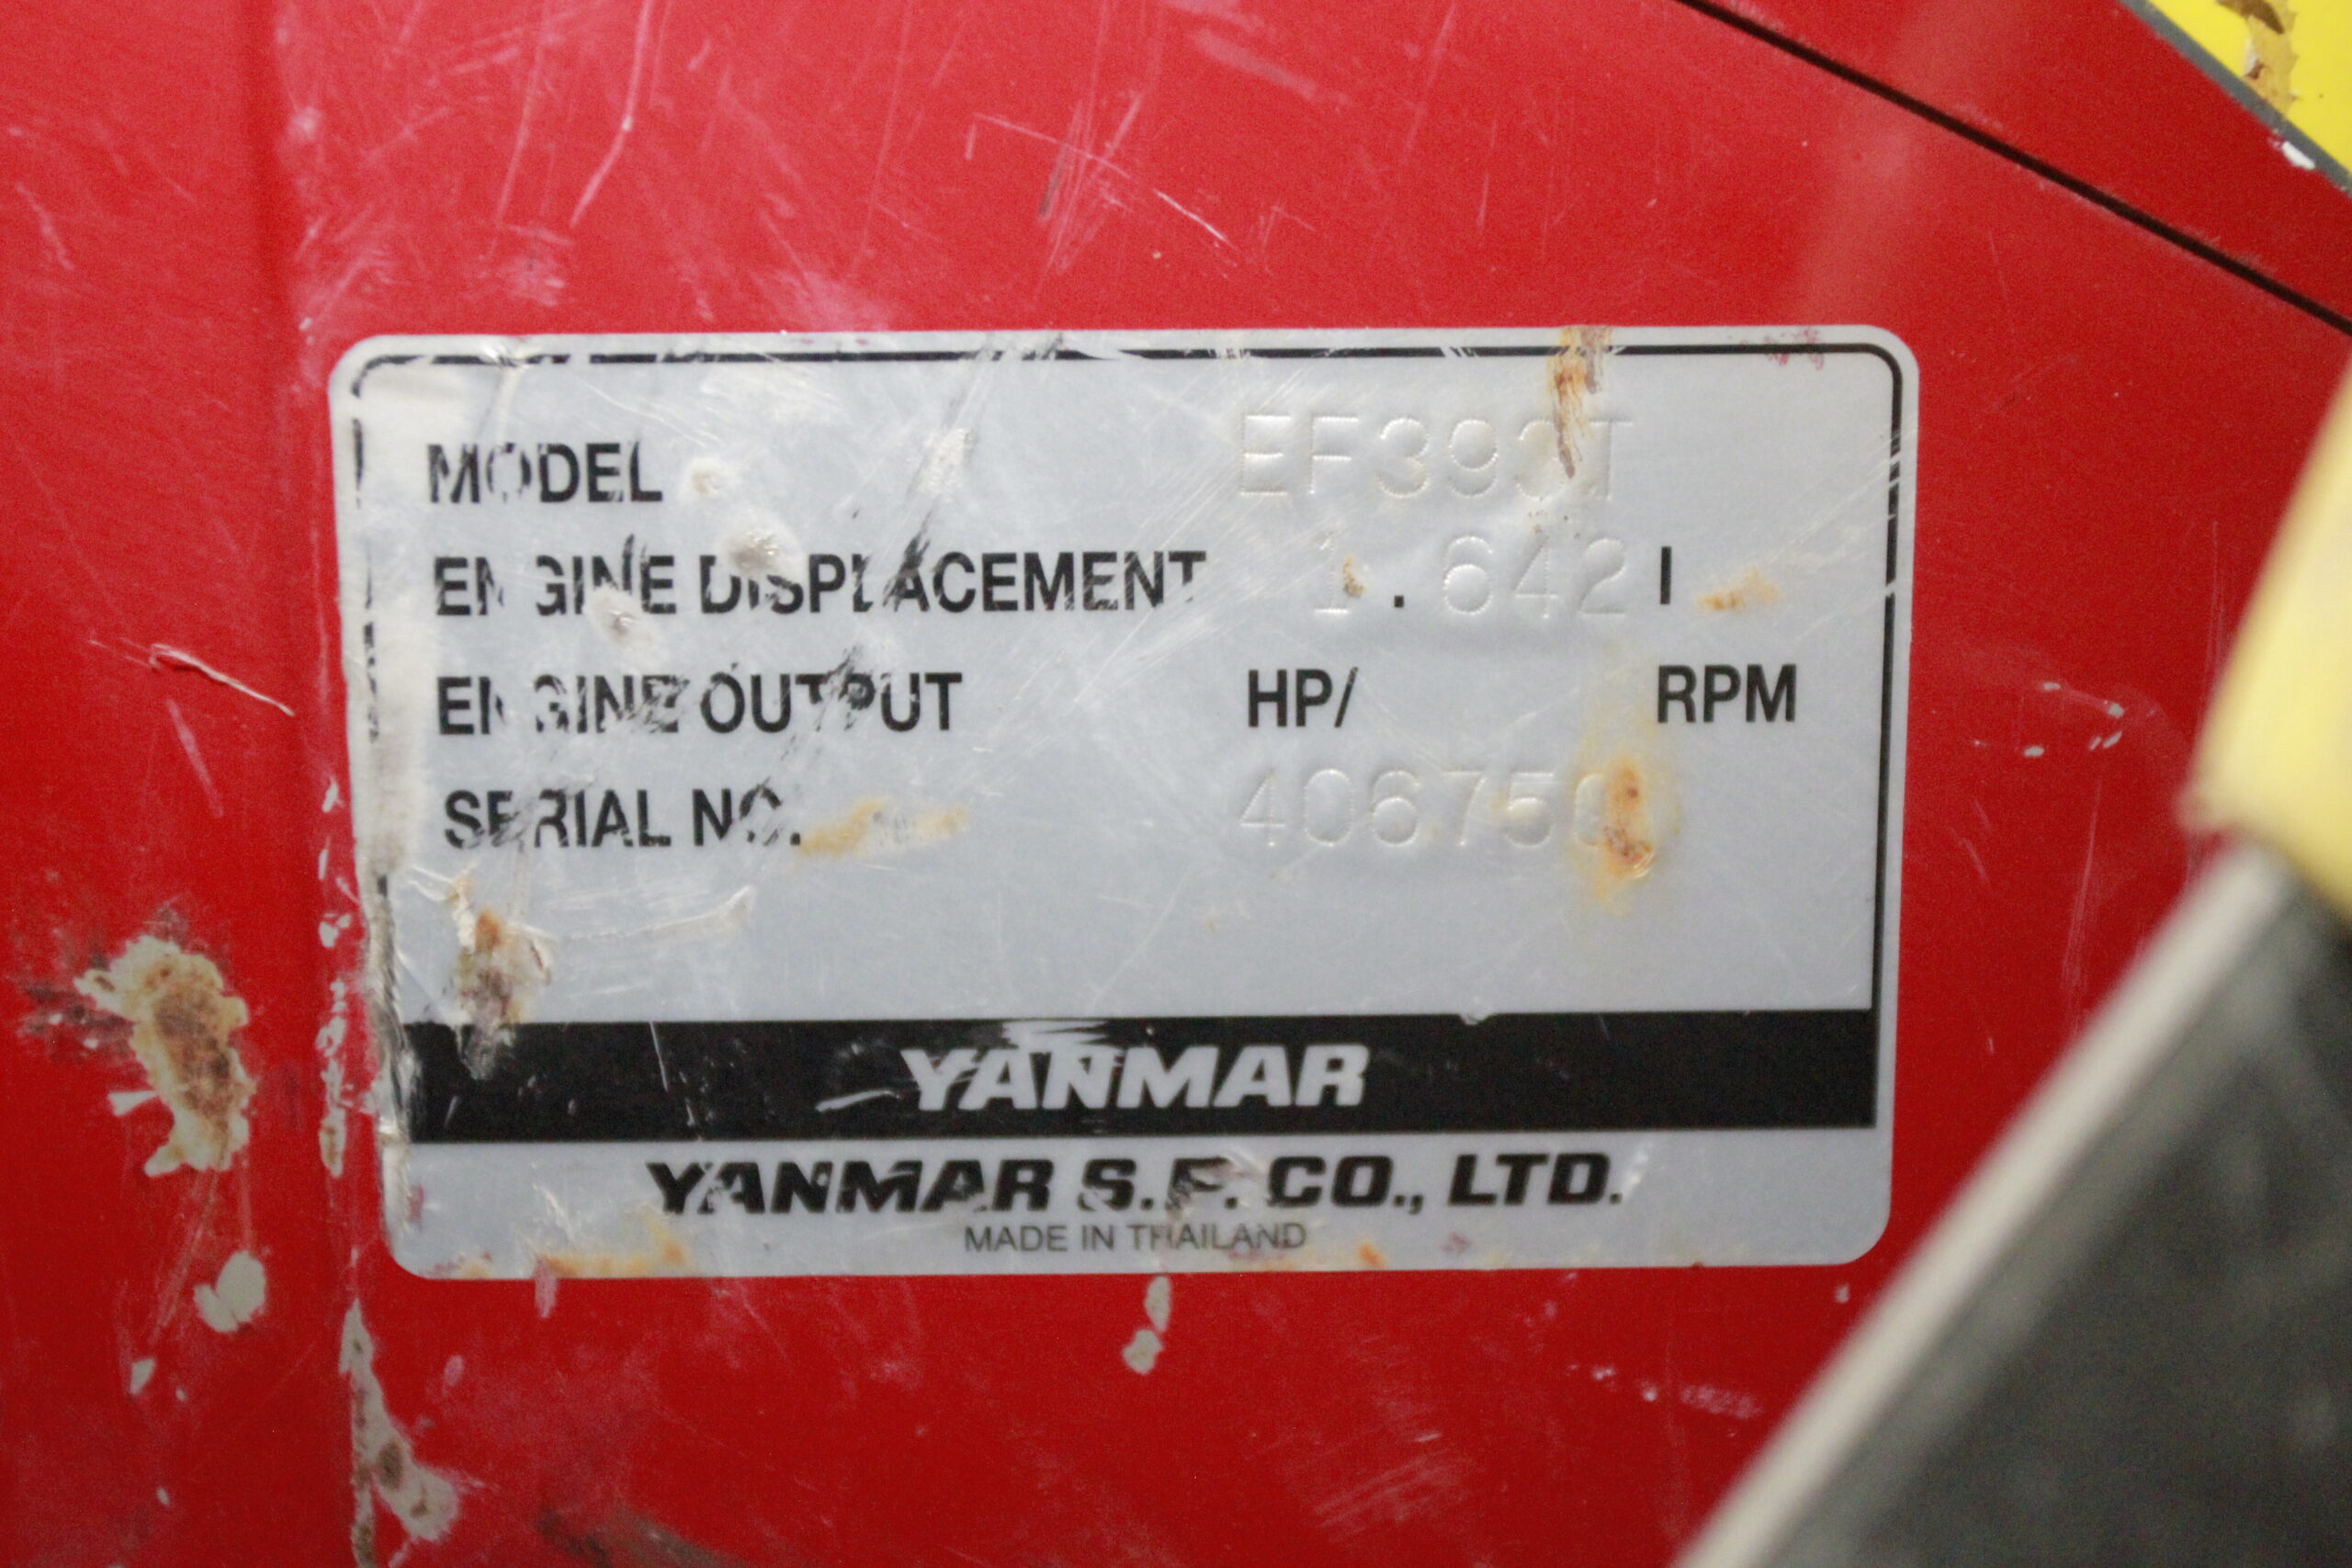 MODEL EF393T
ENGINE DISPLACEMENT 1.642 l
ENGINE OUTPUT HP/ RPM
SERIAL NO.
YANMAR
YANMAR S.P. CO., LTD.
MADE IN THAILAND